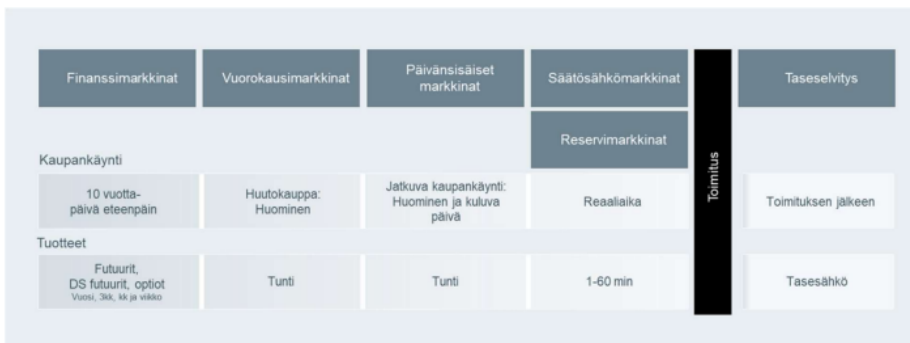 Finanssimarkkinat
Vuorokausimarkkinat
Päivänsisäiset
markkinat
Säätösähkömarkkinat
Taseselvitys
Reservimarkkinat
Toimitus
Kaupankäynti
10 vuotta-
päivä eteenpäin
Huutokauppa:
Huominen
Jatkuva kaupankäynti:
Huominen ja kuluva
päivä
Reaaliaika
Toimituksen jälkeen
Tuotteet
Futuurit,
DS futuurit, optiot
Vuosi, 3kk, kk ja viikko
Tunti
Tunti
1-60 min
Tasesähkö